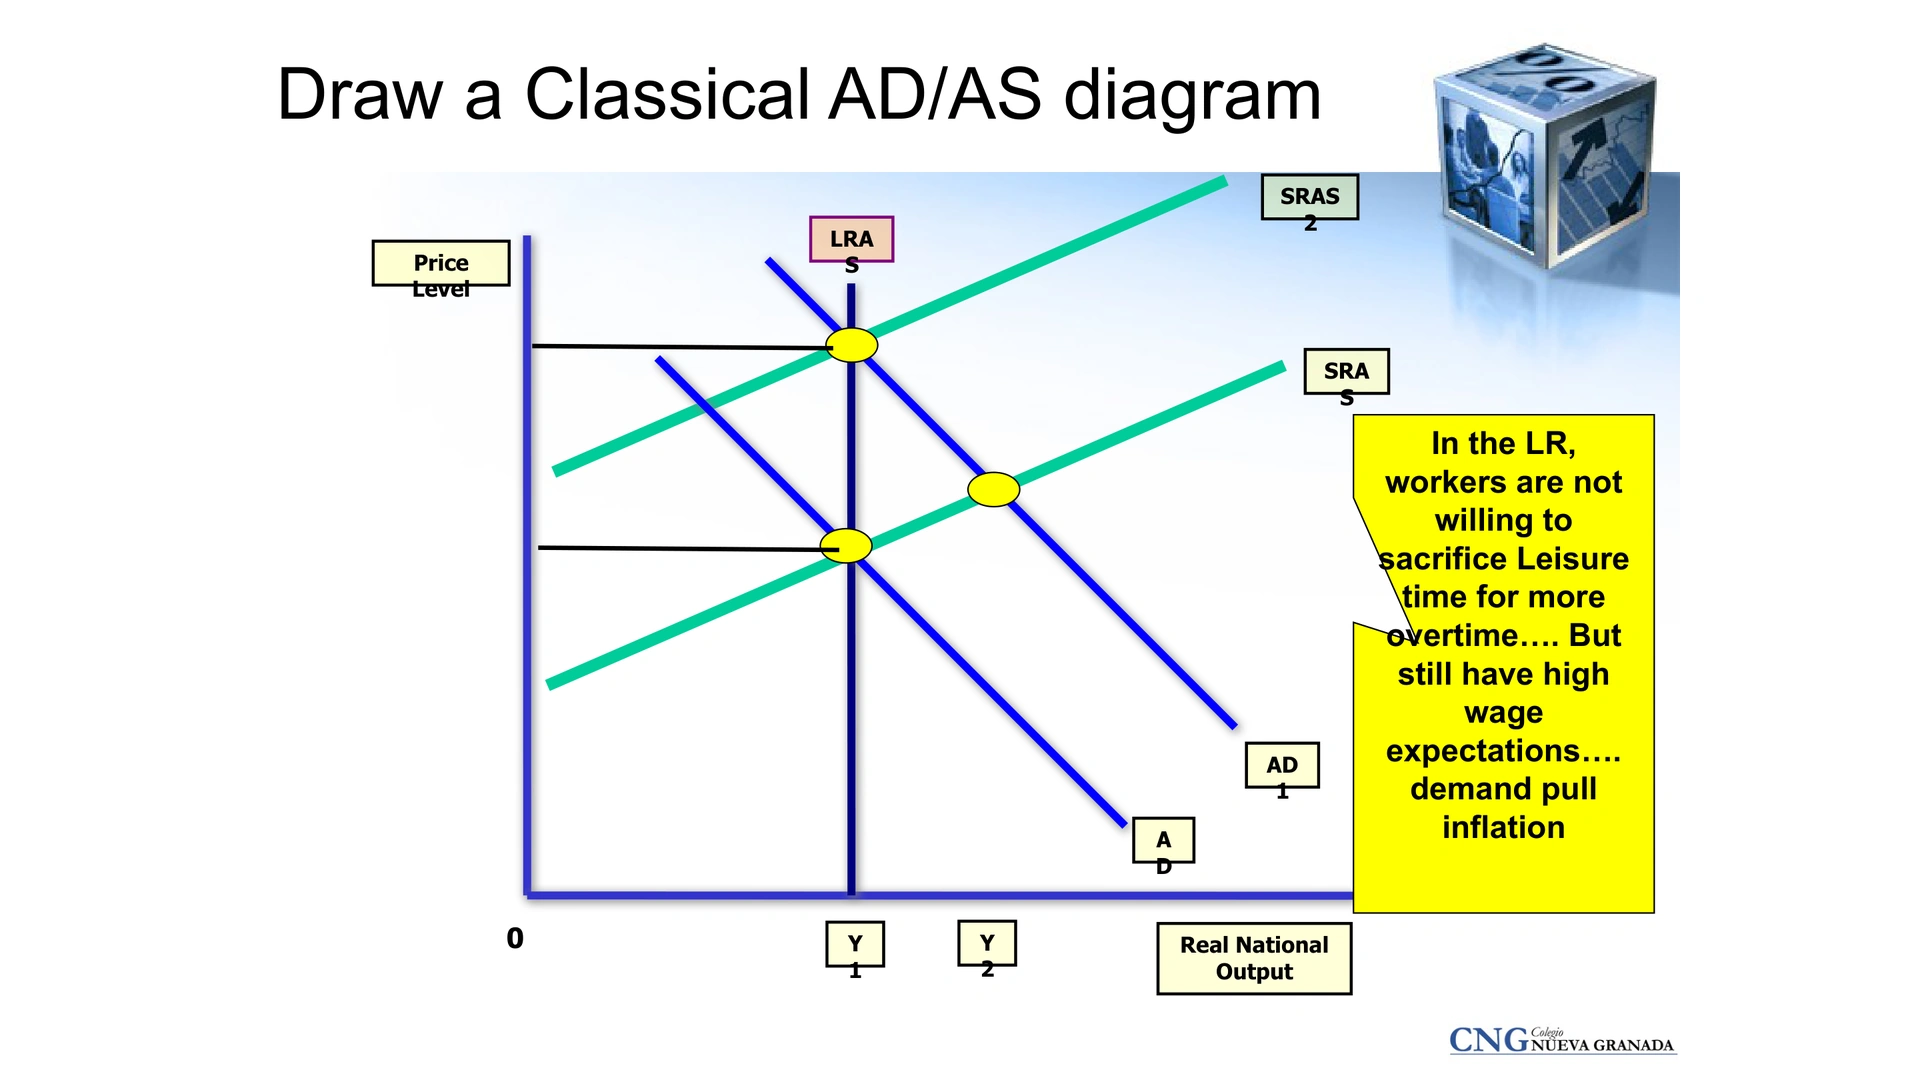 Draw a Classical AD/AS diagram
%
SRAS
2
LRA
S
Price
Level
SRA
S
In the LR,
workers are not
willing to
sacrifice Leisure
time for more
overtime…. But
still have high
wage
expectations….
demand pull
inflation
AD
1
A
D
0
Y
1
Y
2
Real National
Output
CNG Colegio
NUEVA GRANADA